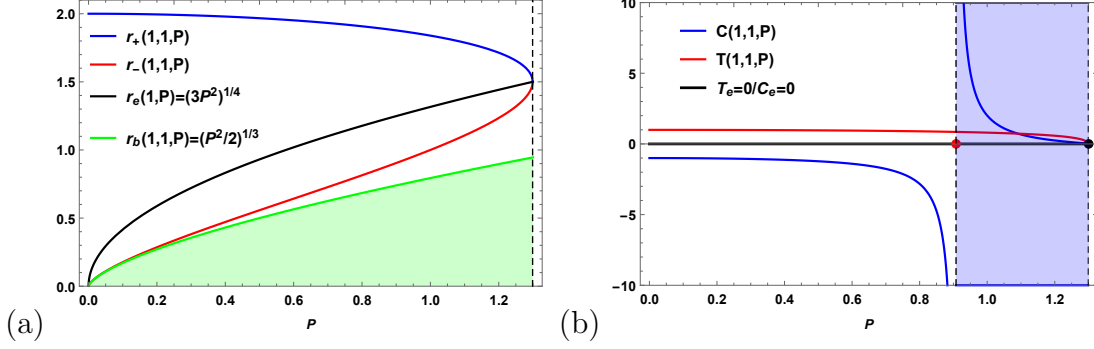 2.0
1.5
1.0
0.5
0.0
0.0 0.2 0.4 0.6 0.8 1.0 1.2
P
r₊(1,1,P)
r₋(1,1,P)
rₑ(1,P)=(3P²)^{1/4}
r_b(1,1,P)=(P²/2)^{1/3}
(a)
10
5
0
−5
−10
0.0 0.2 0.4 0.6 0.8 1.0 1.2
P
C(1,1,P)
T(1,1,P)
Tₑ=0/Cₑ=0
(b)